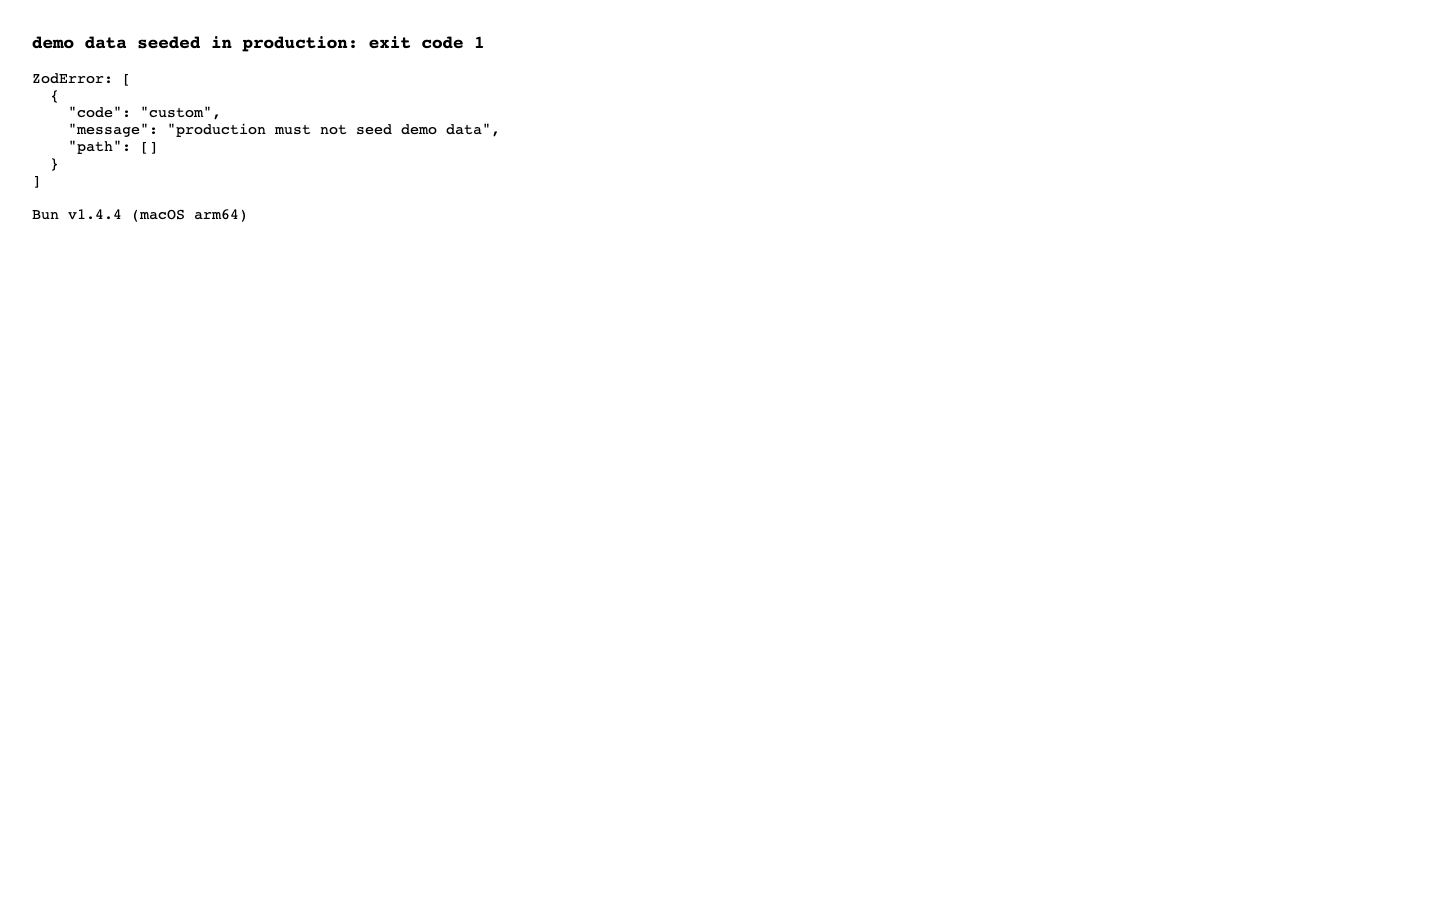 demo data seeded in production: exit code 1
ZodError: [
  {
    "code": "custom",
    "message": "production must not seed demo data",
    "path": []
  }
]
Bun v1.4.4 (macOS arm64)